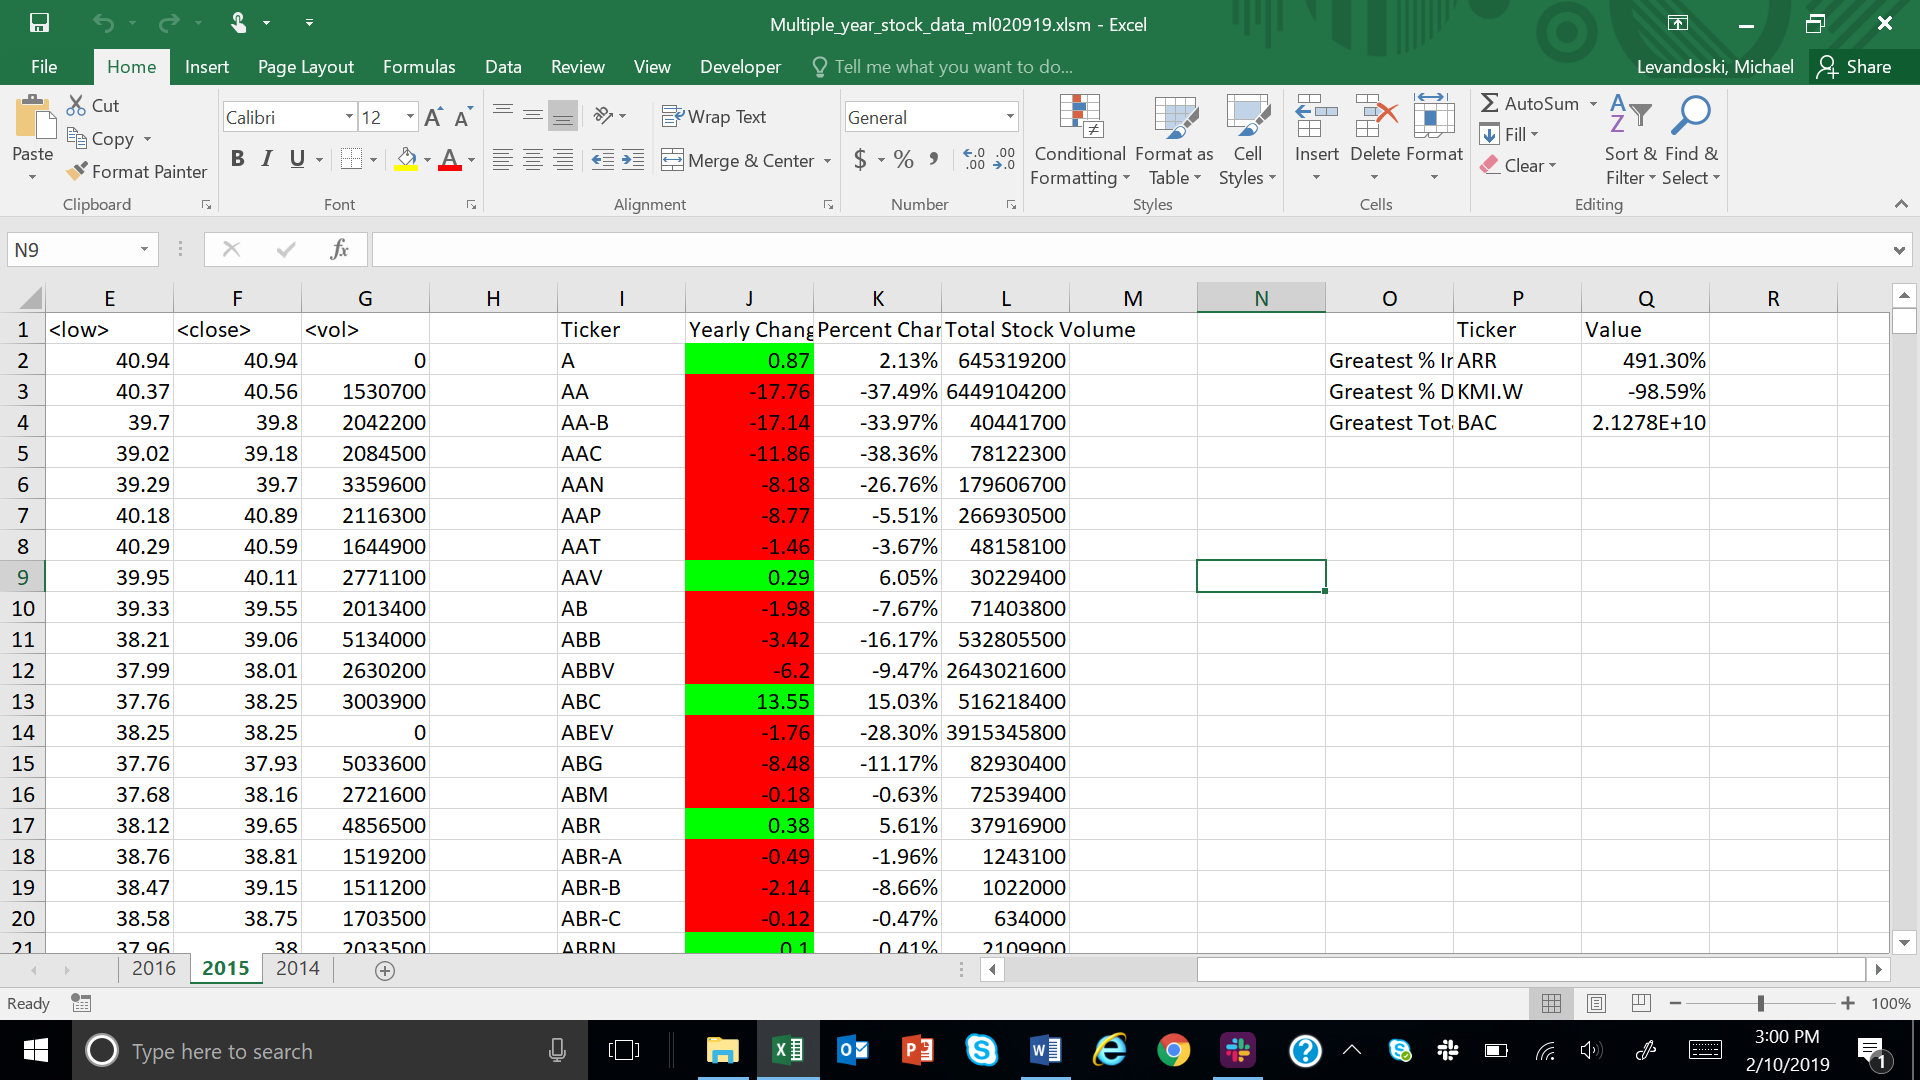 Multiple_year_stock_data_ml020919.xlsm - Excel
File Home Insert Page Layout Formulas Data Review View Developer Tell me what you want to do... Levandoski, Michael Share
Paste Cut Copy Format Painter Clipboard
Calibri 12 B I U A Font
Wrap Text Merge & Center Alignment
General $ % Number
Conditional Formatting Format as Table Cell Styles Styles
Insert Delete Format Cells
AutoSum Fill Clear Sort & Filter Find & Select Editing
N9 fx
E F G H I J K L M N O P Q R
1 <low> <close> <vol> Ticker Yearly Chang Percent Char Total Stock Volume Ticker Value
2 40.94 40.94 0 A 0.87 2.13% 645319200 Greatest % In ARR 491.30%
3 40.37 40.56 1530700 AA -17.76 -37.49% 6449104200 Greatest % D KMI.W -98.59%
4 39.7 39.8 2042200 AA-B -17.14 -33.97% 40441700 Greatest Tot BAC 2.1278E+10
5 39.02 39.18 2084500 AAC -11.86 -38.36% 78122300
6 39.29 39.7 3359600 AAN -8.18 -26.76% 179606700
7 40.18 40.89 2116300 AAP -8.77 -5.51% 266930500
8 40.29 40.59 1644900 AAT -1.46 -3.67% 48158100
9 39.95 40.11 2771100 AAV 0.29 6.05% 30229400
10 39.33 39.55 2013400 AB -1.98 -7.67% 71403800
11 38.21 39.06 5134000 ABB -3.42 -16.17% 532805500
12 37.99 38.01 2630200 ABBV -6.2 -9.47% 2643021600
13 37.76 38.25 3003900 ABC 13.55 15.03% 516218400
14 38.25 38.25 0 ABEV -1.76 -28.30% 3915345800
15 37.76 37.93 5033600 ABG -8.48 -11.17% 82930400
16 37.68 38.16 2721600 ABM -0.18 -0.63% 72539400
17 38.12 39.65 4856500 ABR 0.38 5.61% 37916900
18 38.76 38.81 1519200 ABR-A -0.49 -1.96% 1243100
19 38.47 39.15 1511200 ABR-B -2.14 -8.66% 1022000
20 38.58 38.75 1703500 ABR-C -0.12 -0.47% 634000
21 37.96 38 2033500 ABRN 0.1 0.41% 2109900
2016 2015 2014
Ready 100%
Type here to search 3:00 PM
2/10/2019 1